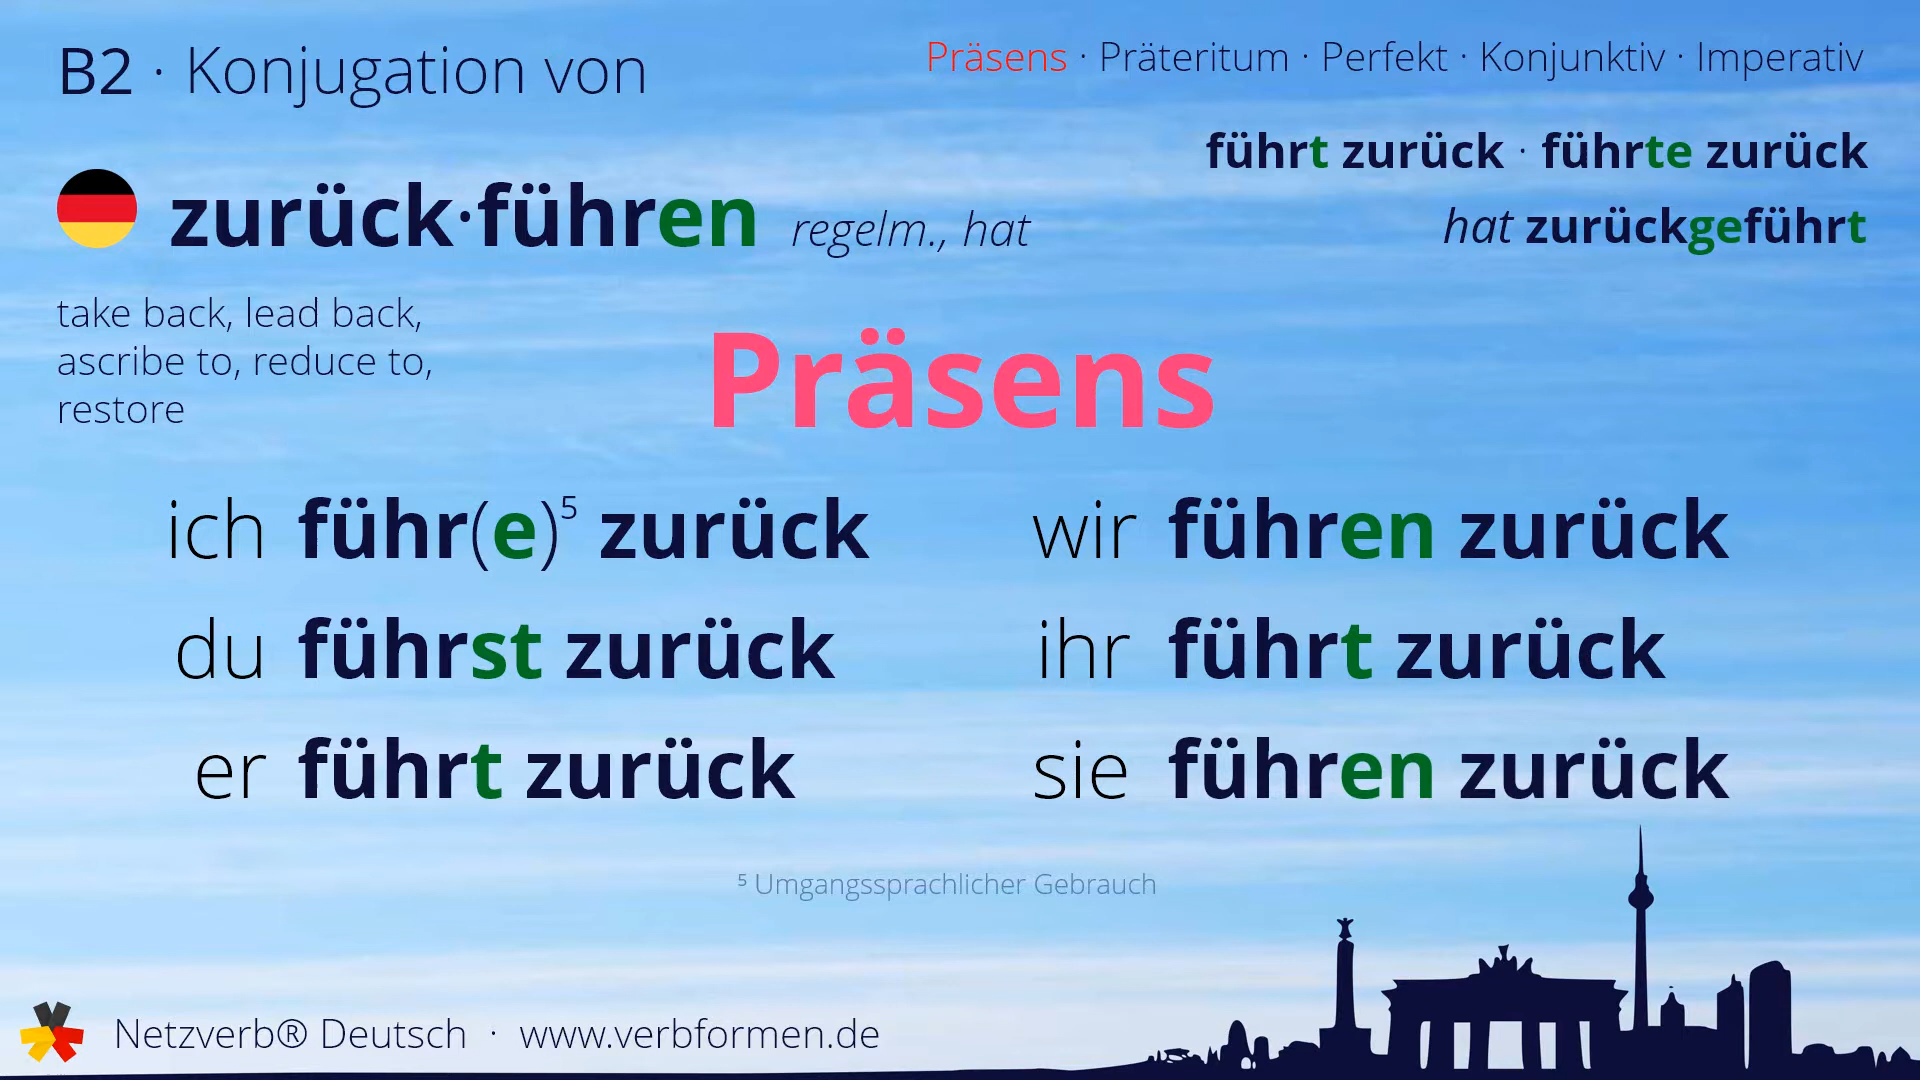 B2 · Konjugation von
Präsens · Präteritum · Perfekt · Konjunktiv · Imperativ
zurück·führen regelm., hat
führt zurück · führte zurück
hat zurückgeführt
take back, lead back,
ascribe to, reduce to,
restore
Präsens
ich führ(e)⁵ zurück
du führst zurück
er führt zurück
wir führen zurück
ihr führt zurück
sie führen zurück
⁵ Umgangssprachlicher Gebrauch
Netzverb® Deutsch · www.verbformen.de